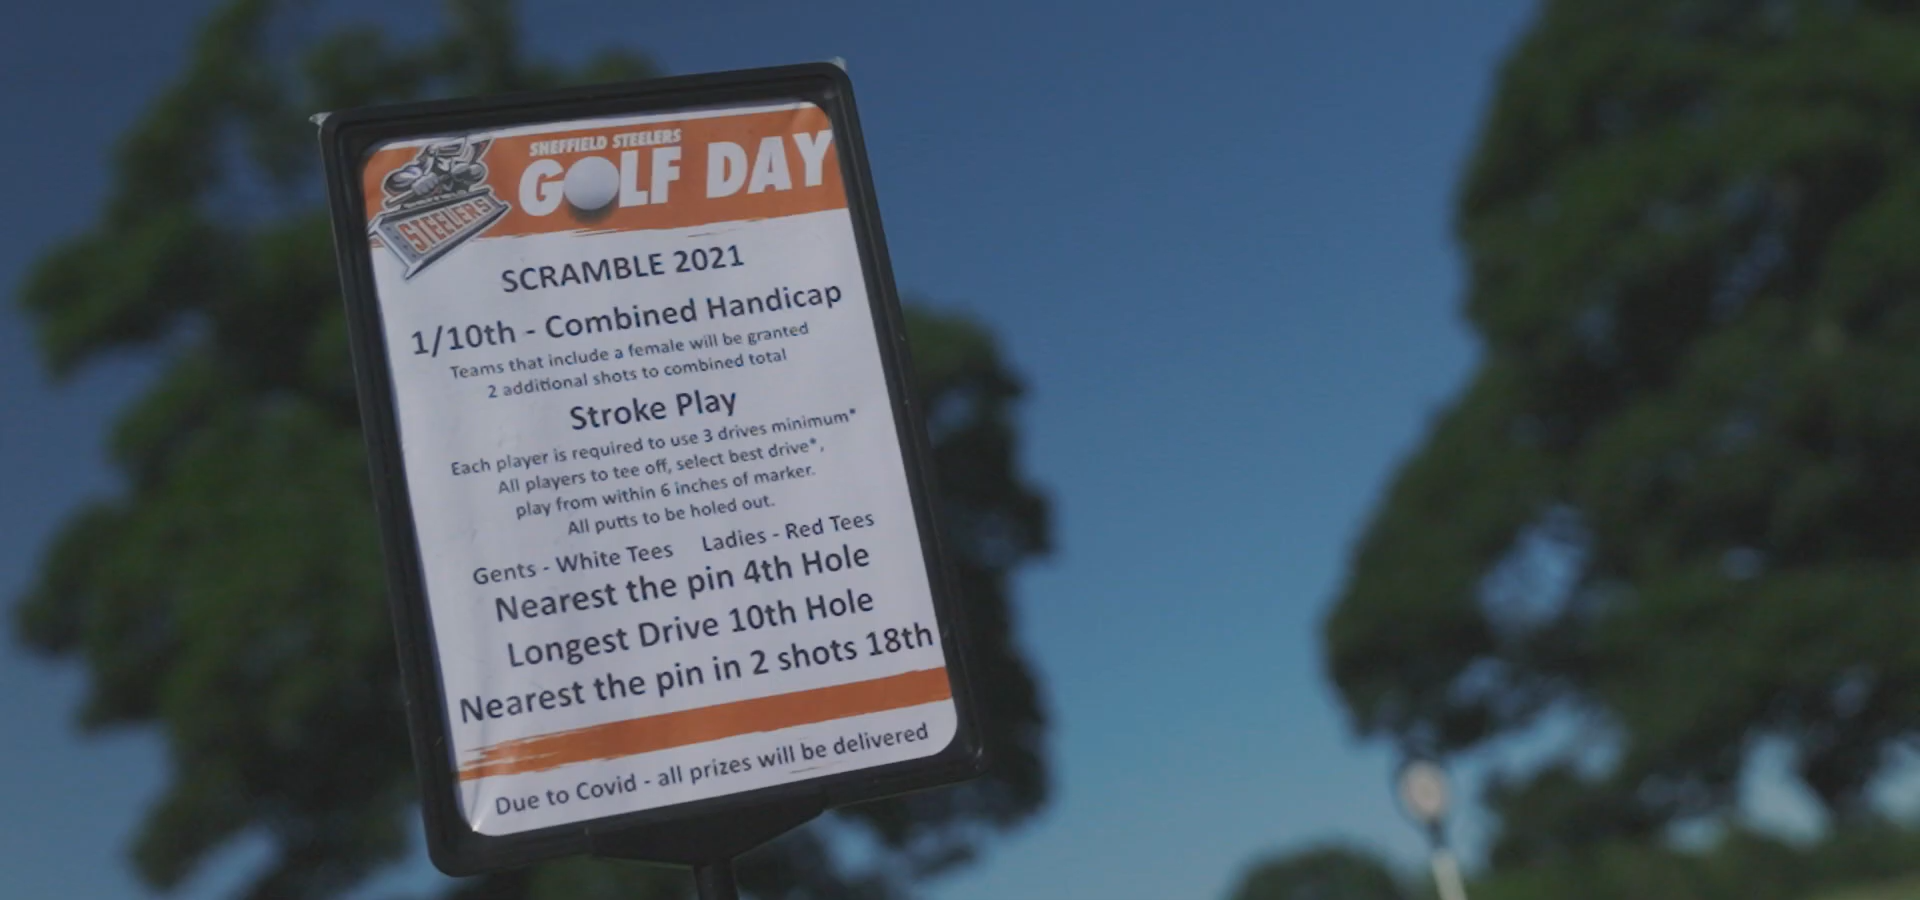 SHEFFIELD STEELERS
GOLF DAY
STEELERS
SCRAMBLE 2021
1/10th - Combined Handicap
Teams that include a female will be granted
2 additional shots to combined total
Stroke Play
Each player is required to use 3 drives minimum*
All players to tee off, select best drive*,
play from within 6 inches of marker.
All putts to be holed out.
Gents - White Tees Ladies - Red Tees
Nearest the pin 4th Hole
Longest Drive 10th Hole
Nearest the pin in 2 shots 18th
Due to Covid - all prizes will be delivered